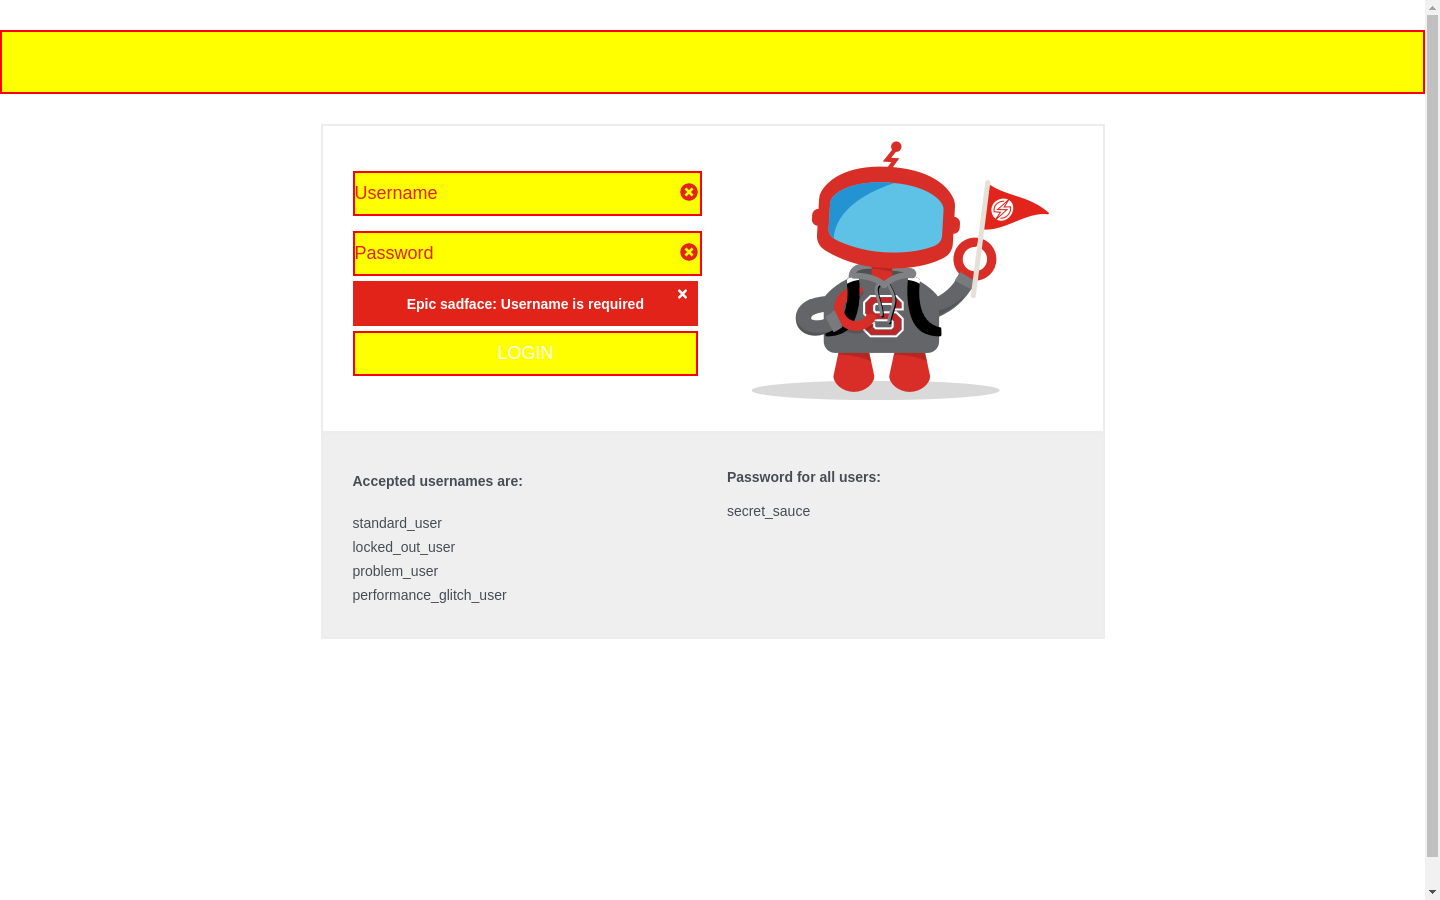 Username
Password
Epic sadface: Username is required
LOGIN
Accepted usernames are:
standard_user
locked_out_user
problem_user
performance_glitch_user
Password for all users:
secret_sauce